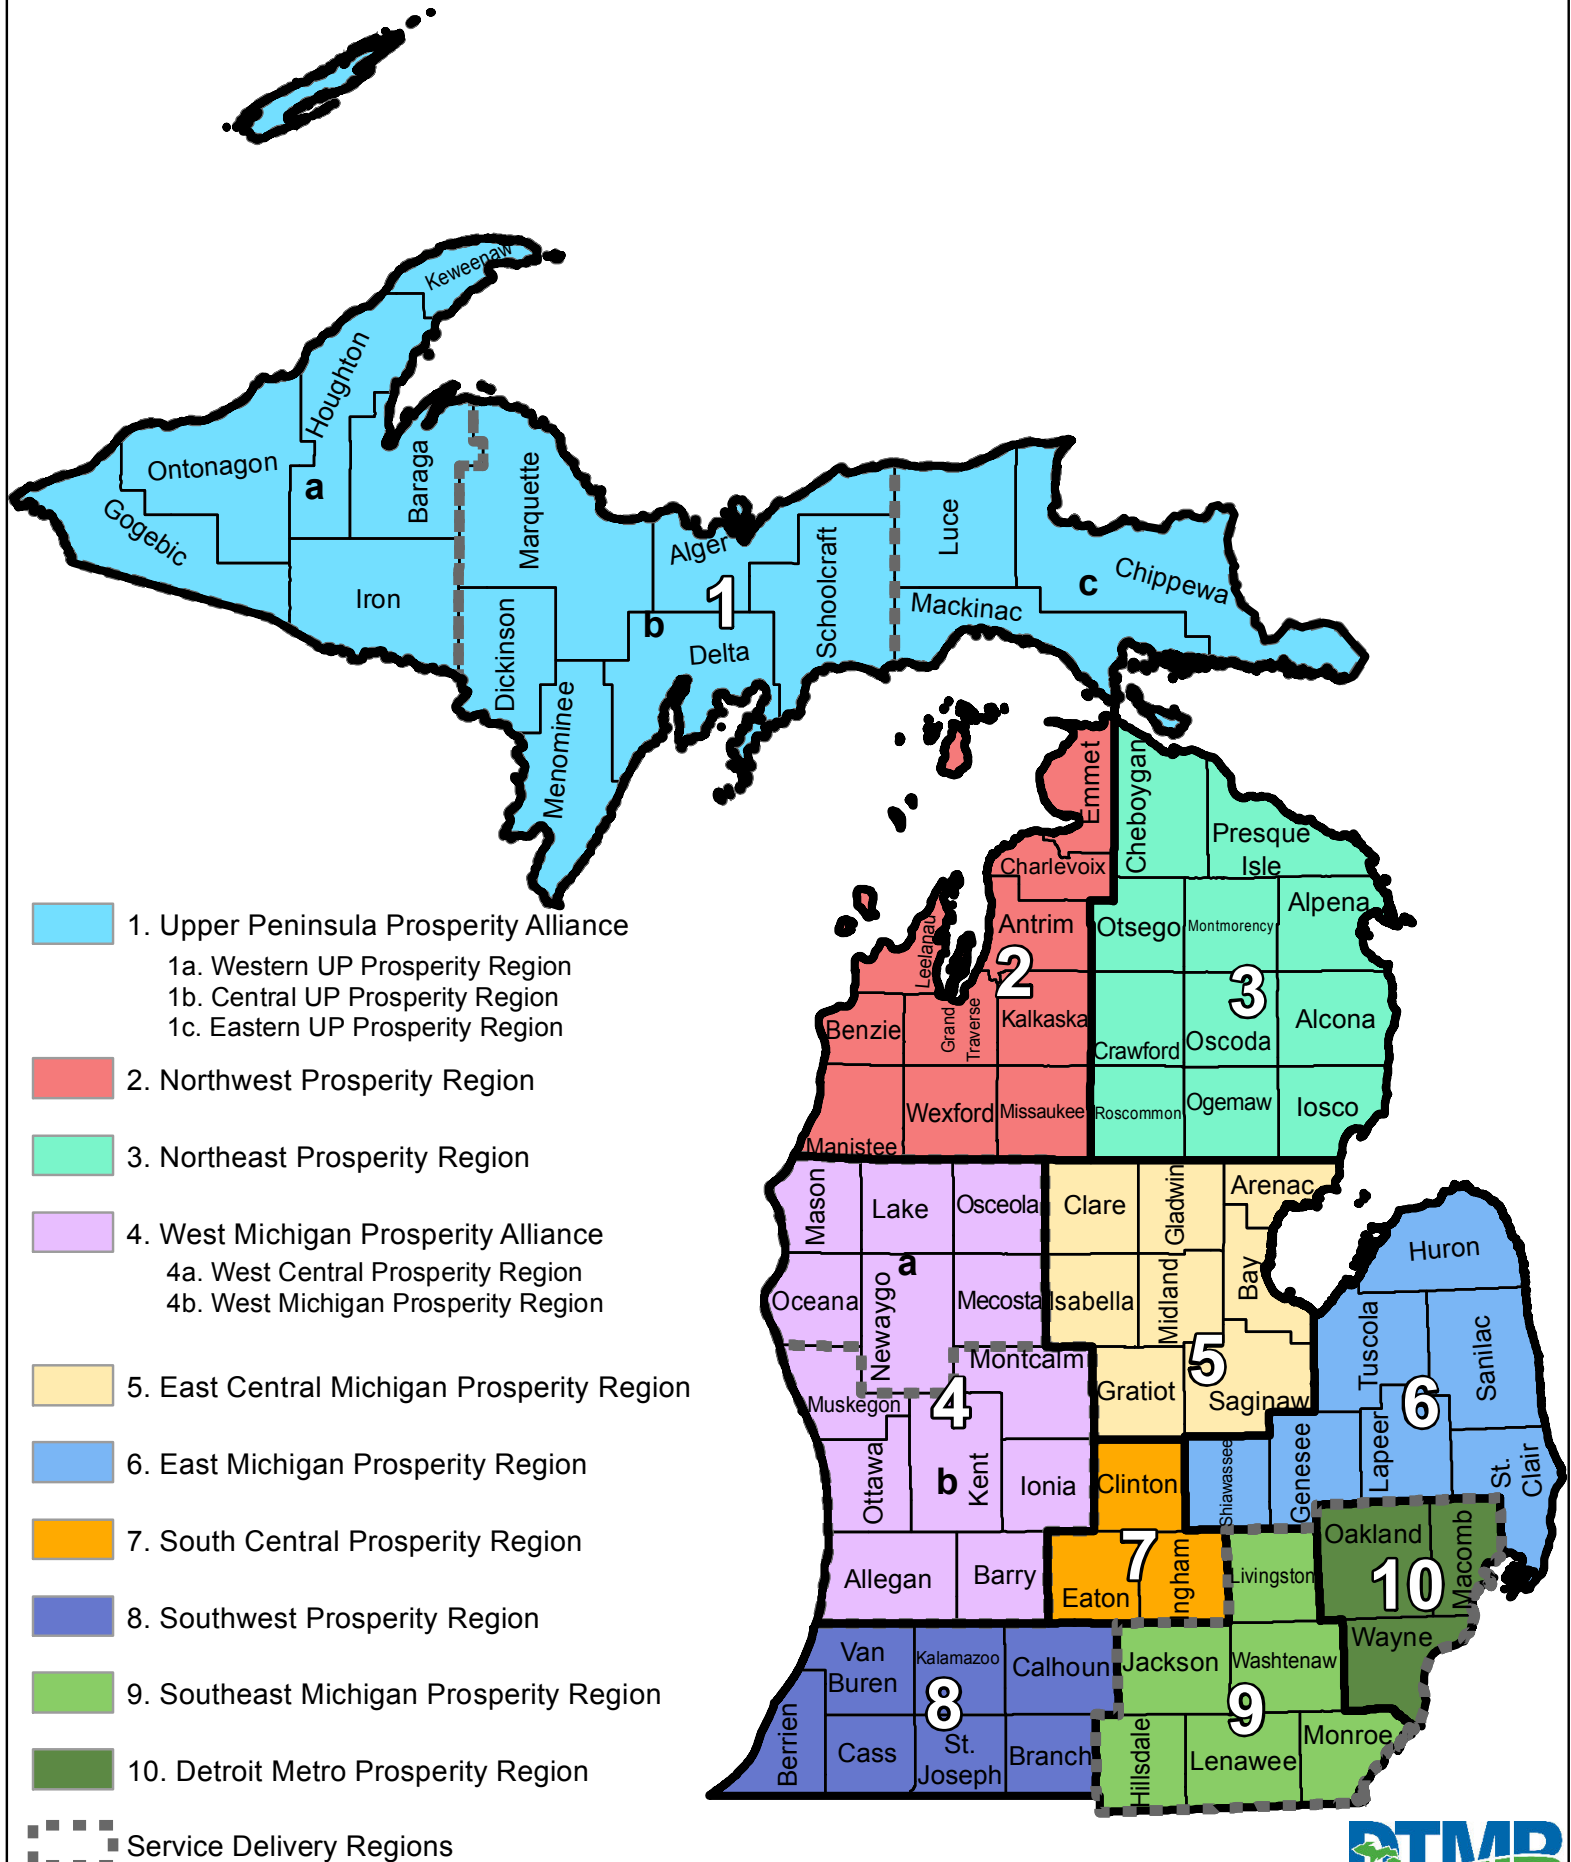 Keweenaw
Houghton
Ontonagon
a
Baraga
Gogebic
Marquette
Iron
Alger
Luce
Schoolcraft
Chippewa
c
1
Mackinac
b
Dickinson
Delta
Menominee
Emmet
Cheboygan
Presque
Isle
Charlevoix
Alpena
Antrim
Otsego
Montmorency
Leelanau
2
3
Benzie
Grand
Traverse
Kalkaska
Crawford
Oscoda
Alcona
Wexford
Missaukee
Roscommon
Ogemaw
Iosco
Manistee
Mason
Lake
Osceola
Clare
Gladwin
Arenac
a
Huron
Oceana
Newaygo
Mecosta
Isabella
Midland
Bay
Tuscola
Sanilac
Montcalm
5
Muskegon
4
Gratiot
Saginaw
6
Lapeer
Ottawa
b
Kent
Ionia
Clinton
Shiawassee
Genesee
St.
Clair
Oakland
Macomb
Allegan
Barry
7
Eaton
ngham
Livingston
10
Wayne
Van
Buren
Kalamazoo
Calhoun
Jackson
Washtenaw
8
9
Berrien
Cass
St.
Joseph
Branch
Hillsdale
Lenawee
Monroe
1. Upper Peninsula Prosperity Alliance
1a. Western UP Prosperity Region
1b. Central UP Prosperity Region
1c. Eastern UP Prosperity Region
2. Northwest Prosperity Region
3. Northeast Prosperity Region
4. West Michigan Prosperity Alliance
4a. West Central Prosperity Region
4b. West Michigan Prosperity Region
5. East Central Michigan Prosperity Region
6. East Michigan Prosperity Region
7. South Central Prosperity Region
8. Southwest Prosperity Region
9. Southeast Michigan Prosperity Region
10. Detroit Metro Prosperity Region
Service Delivery Regions
DTMB